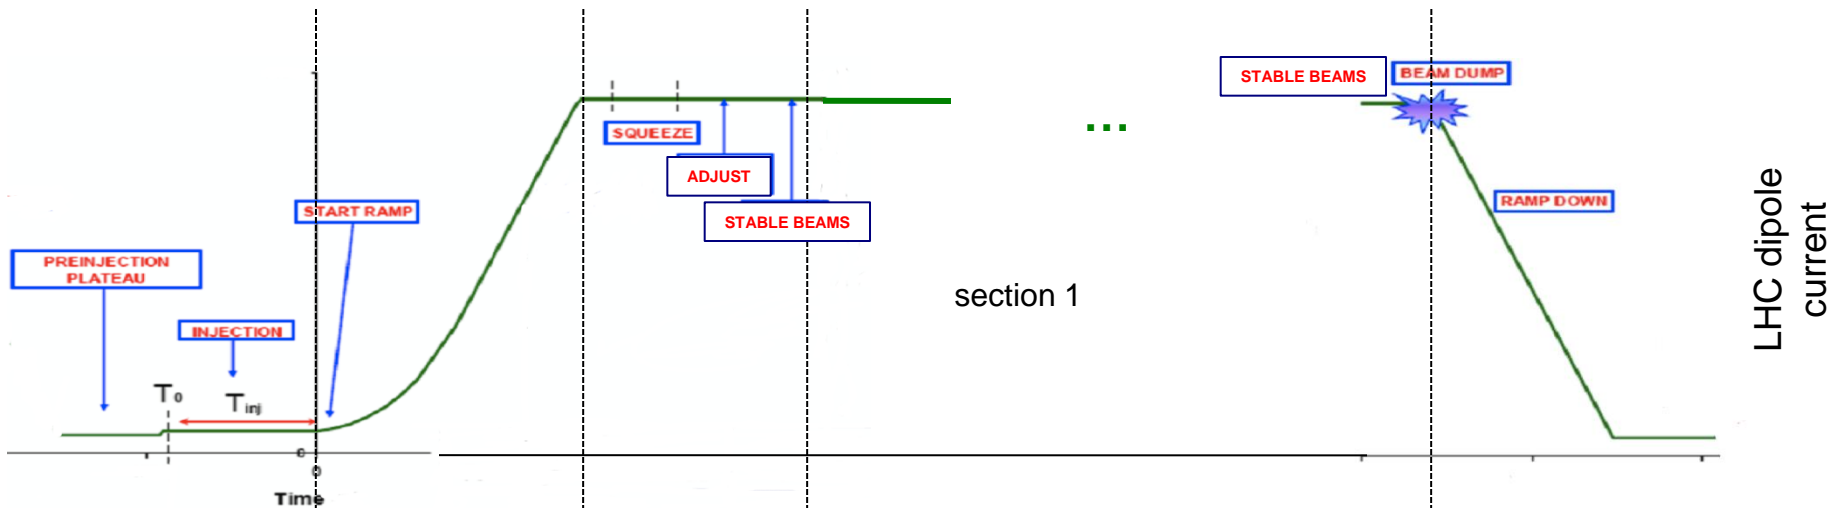 STABLE BEAMS
BEAM DUMP
SQUEEZE
...
ADJUST
START RAMP
STABLE BEAMS
RAMP DOWN
PREINJECTION
PLATEAU
INJECTION
section 1
LHC dipole
current
T0
Tinj
0
0
Time